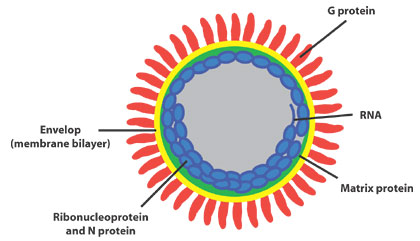 G protein
RNA
Envelop
(membrane bilayer)
Matrix protein
Ribonucleoprotein
and N protein